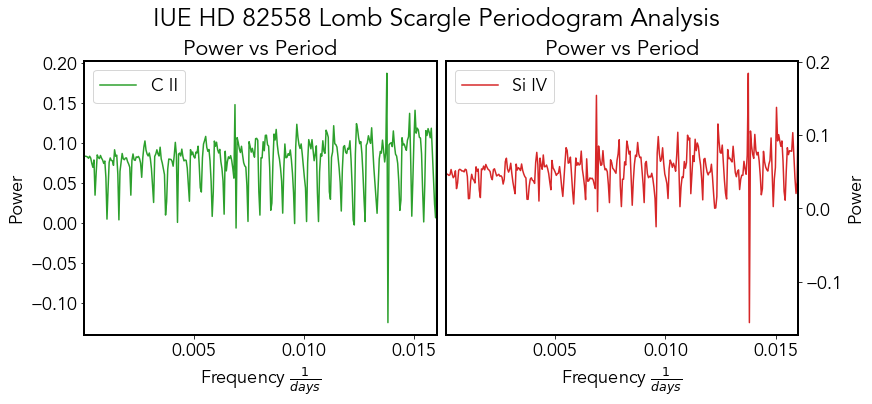 IUE HD 82558 Lomb Scargle Periodogram Analysis
Power vs Period
Power vs Period
C II
Si IV
0.20
0.15
0.10
0.05
0.00
−0.05
−0.10
Power
0.2
0.1
0.0
−0.1
Power
0.005 0.010 0.015
0.005 0.010 0.015
Frequency 1/days
Frequency 1/days